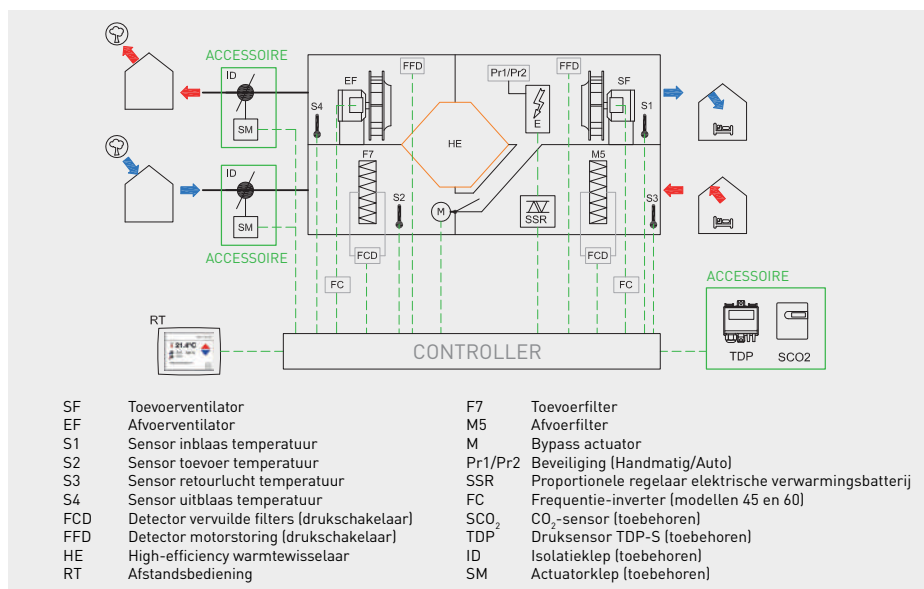 ACCESSOIRE
ID
SM
S4
EF
FFD
Pr1/Pr2
E
FFD
SF
S1
HE
ID
SM
ACCESSOIRE
F7
S2
M
SSR
M5
S3
FCD
FCD
FC
FC
ACCESSOIRE
TDP
SCO2
RT
21.4°C
CONTROLLER
SF Toevoerventilator
EF Afvoerventilator
S1 Sensor inblaas temperatuur
S2 Sensor toevoer temperatuur
S3 Sensor retourlucht temperatuur
S4 Sensor uitblaas temperatuur
FCD Detector vervuilde filters (drukschakelaar)
FFD Detector motorstoring (drukschakelaar)
HE High-efficiency warmtewisselaar
RT Afstandsbediening
F7 Toevoerfilter
M5 Afvoerfilter
M Bypass actuator
Pr1/Pr2 Beveiliging (Handmatig/Auto)
SSR Proportionele regelaar elektrische verwarmingsbatterij
FC Frequentie-inverter (modellen 45 en 60)
SCO₂ CO₂-sensor (toebehoren)
TDP Druksensor TDP-S (toebehoren)
ID Isolatieklep (toebehoren)
SM Actuatorklep (toebehoren)